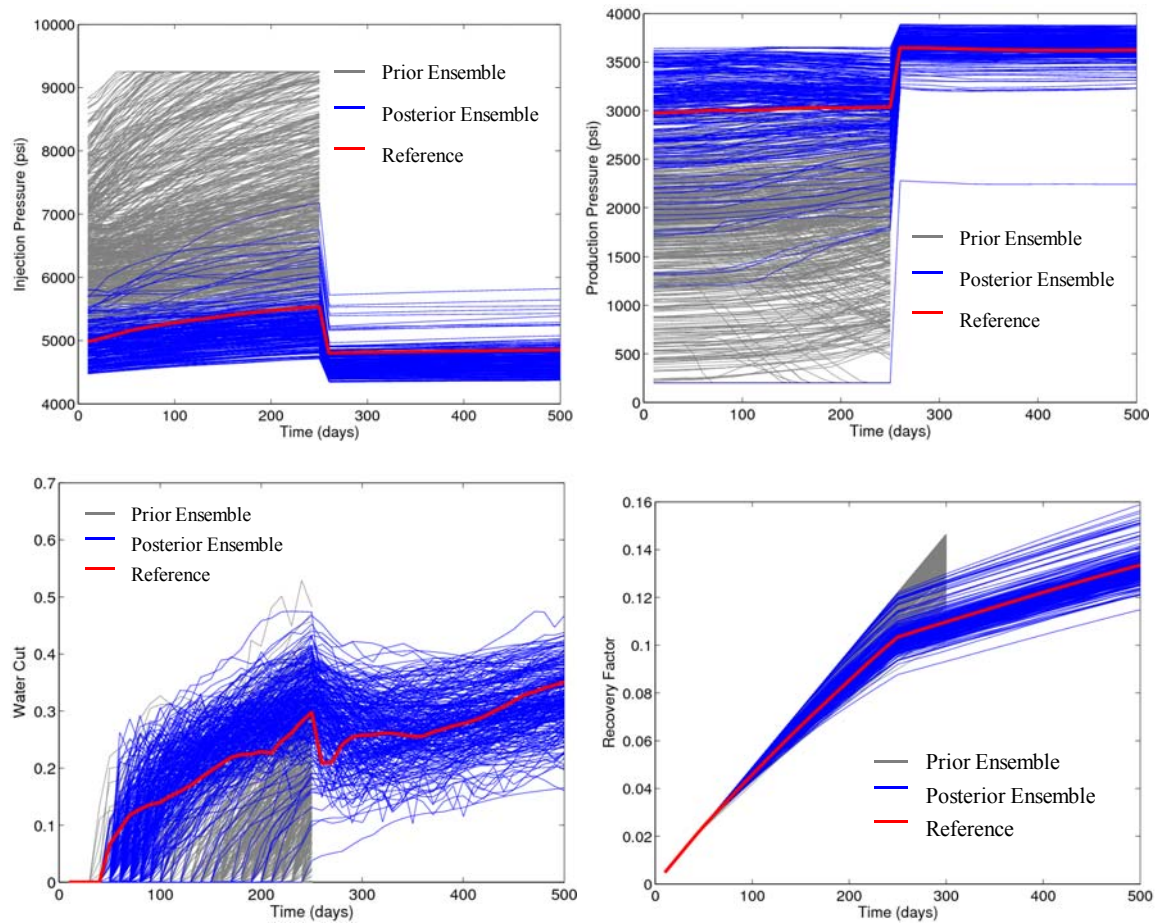 10000
9000
8000
7000
6000
5000
4000
0
100
200
300
400
500
Injection Pressure (psi)
Time (days)
Prior Ensemble
Posterior Ensemble
Reference
4000
3500
3000
2500
2000
1500
1000
500
0
0
100
200
300
400
500
Production Pressure (psi)
Time (days)
Prior Ensemble
Posterior Ensemble
Reference
0.7
0.6
0.5
0.4
0.3
0.2
0.1
0
0
100
200
300
400
500
Water Cut
Time (days)
Prior Ensemble
Posterior Ensemble
Reference
0.16
0.14
0.12
0.1
0.08
0.06
0.04
0.02
0
0
100
200
300
400
500
Recovery Factor
Time (days)
Prior Ensemble
Posterior Ensemble
Reference